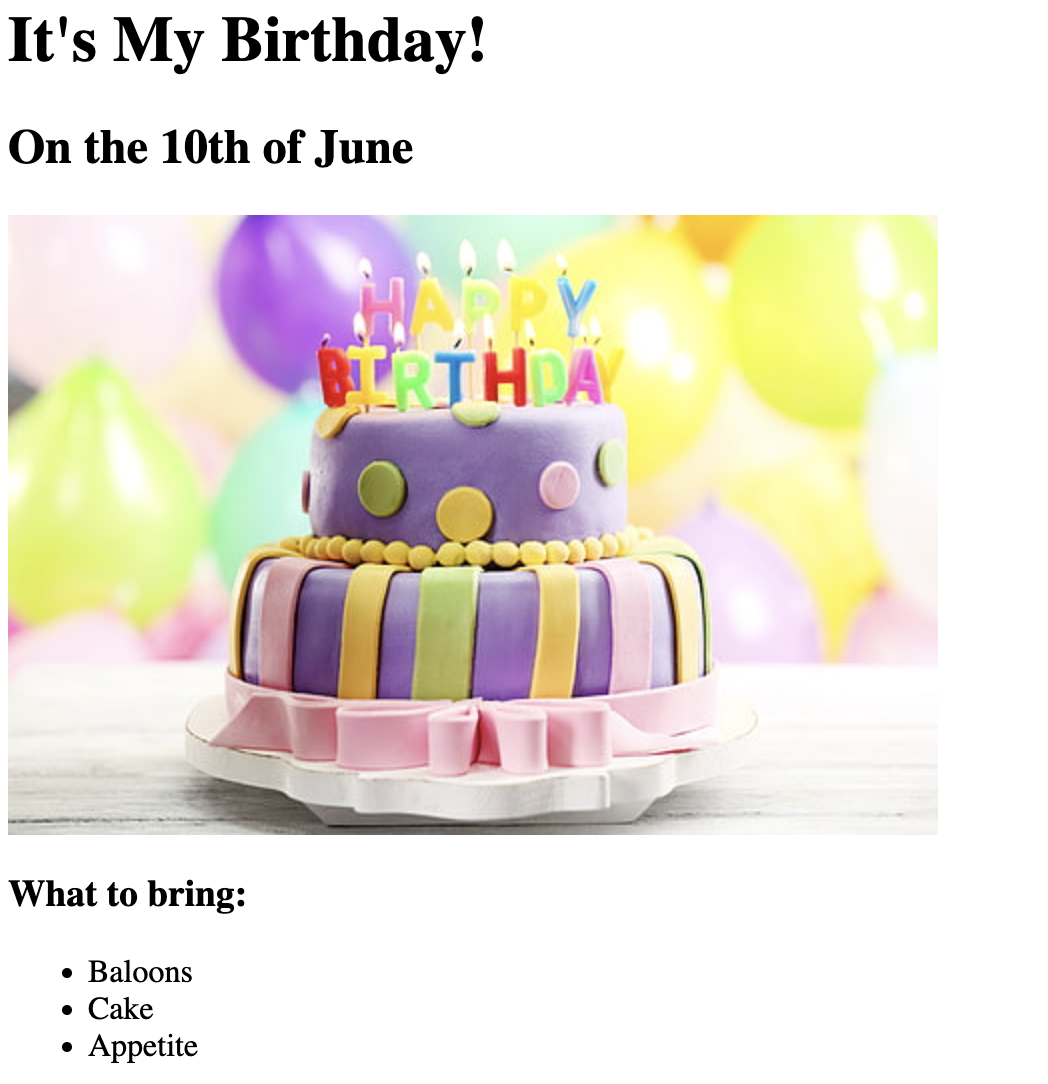 It's My Birthday!
On the 10th of June
HAPPY
BIRTHDAY
What to bring:
Baloons
Cake
Appetite